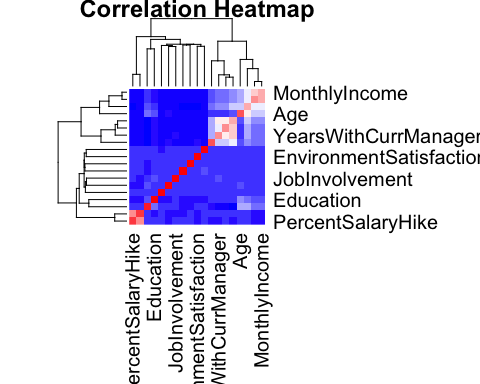 Correlation Heatmap
MonthlyIncome
Age
YearsWithCurrManager
EnvironmentSatisfaction
JobInvolvement
Education
PercentSalaryHike
ercentSalaryHike
Education
JobInvolvement
nmentSatisfaction
WithCurrManager
Age
MonthlyIncome